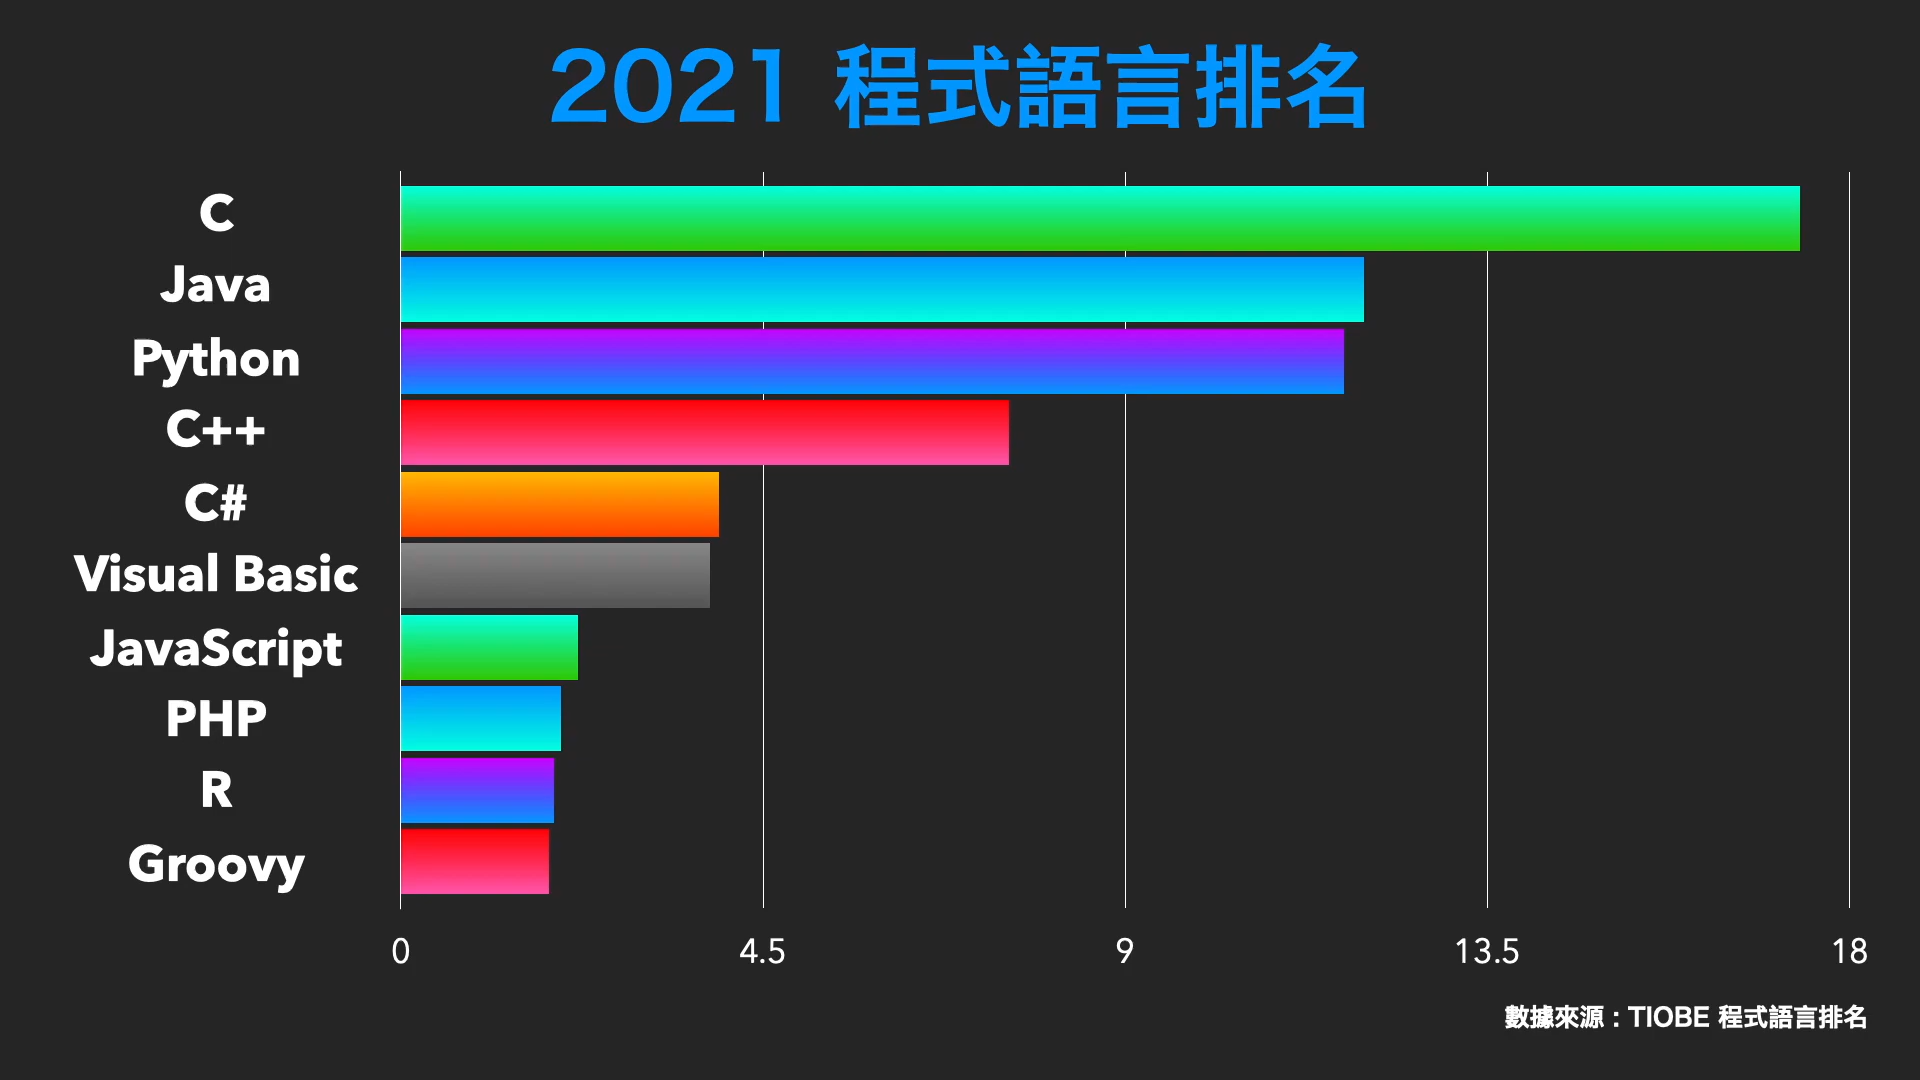 2021 程式語言排名
C
Java
Python
C++
C#
Visual Basic
JavaScript
PHP
R
Groovy
0 4.5 9 13.5 18
數據來源：TIOBE 程式語言排名